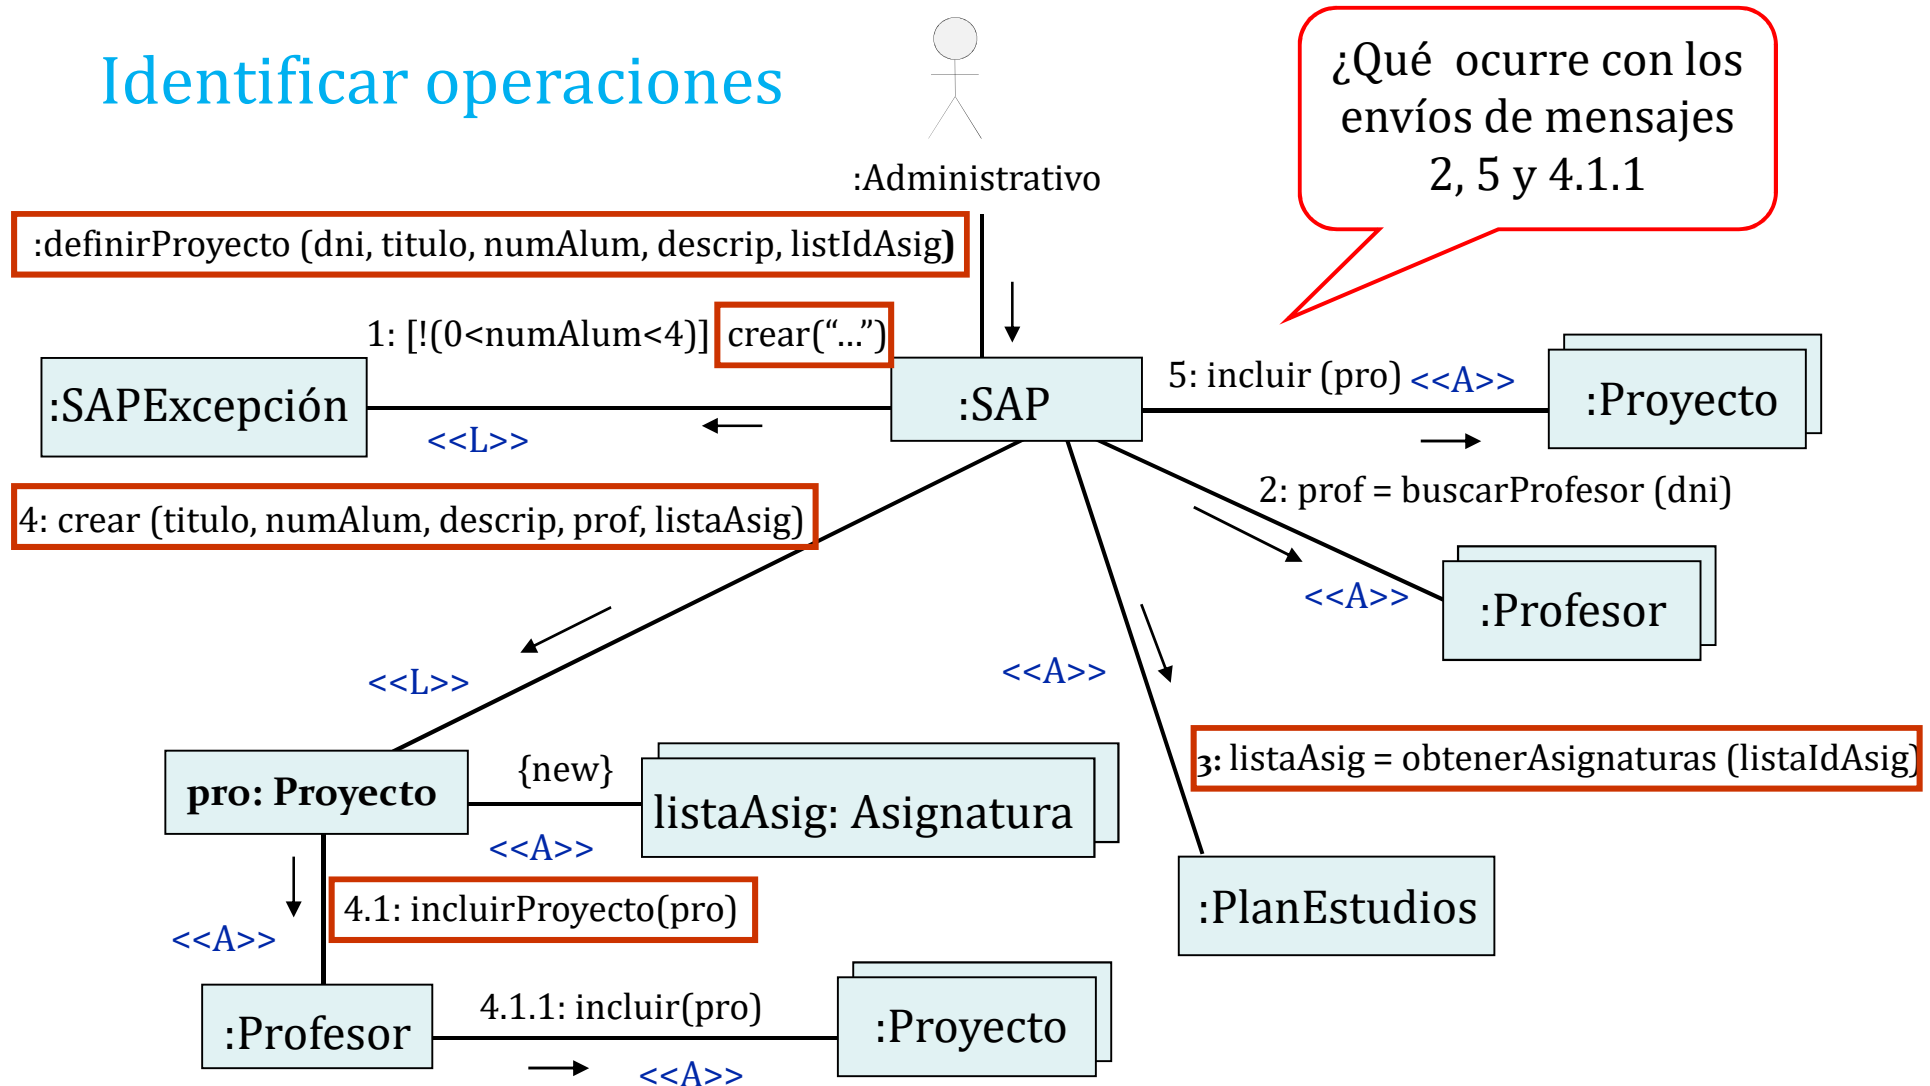 Identificar operaciones
¿Qué ocurre con los
envíos de mensajes
2, 5 y 4.1.1
:Administrativo
:definirProyecto (dni, titulo, numAlum, descrip, listIdAsig)
1: [!(0<numAlum<4)] crear(“...”)
:SAPExcepción
<<L>>
:SAP
5: incluir (pro) <<A>>
:Proyecto
2: prof = buscarProfesor (dni)
4: crear (titulo, numAlum, descrip, prof, listaAsig)
<<A>>
:Profesor
<<L>>
<<A>>
3: listaAsig = obtenerAsignaturas (listaIdAsig)
pro: Proyecto
{new}
<<A>>
listaAsig: Asignatura
:PlanEstudios
4.1: incluirProyecto(pro)
<<A>>
:Profesor
4.1.1: incluir(pro)
<<A>>
:Proyecto